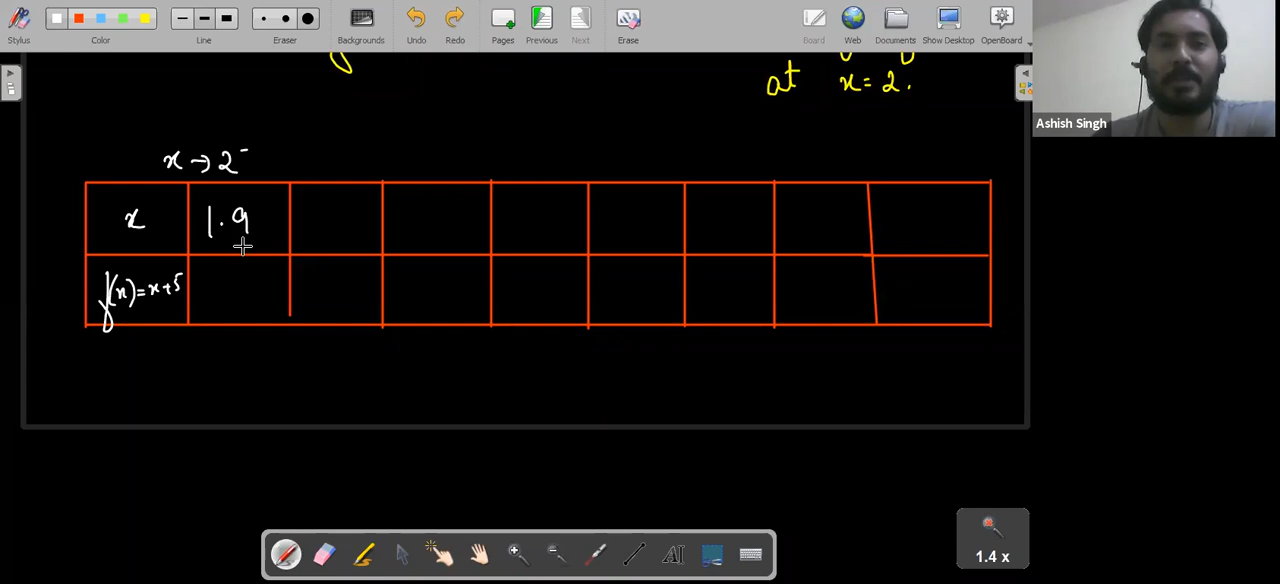 Stylus
Color
Line
Eraser
Backgrounds
Undo
Redo
Pages
Previous
Next
Erase
Board
Web
Documents
Show Desktop
OpenBoard
Ashish Singh
at x=2.
x→2⁻
x 1.9
f(x)=x+5
AI
1.4 x